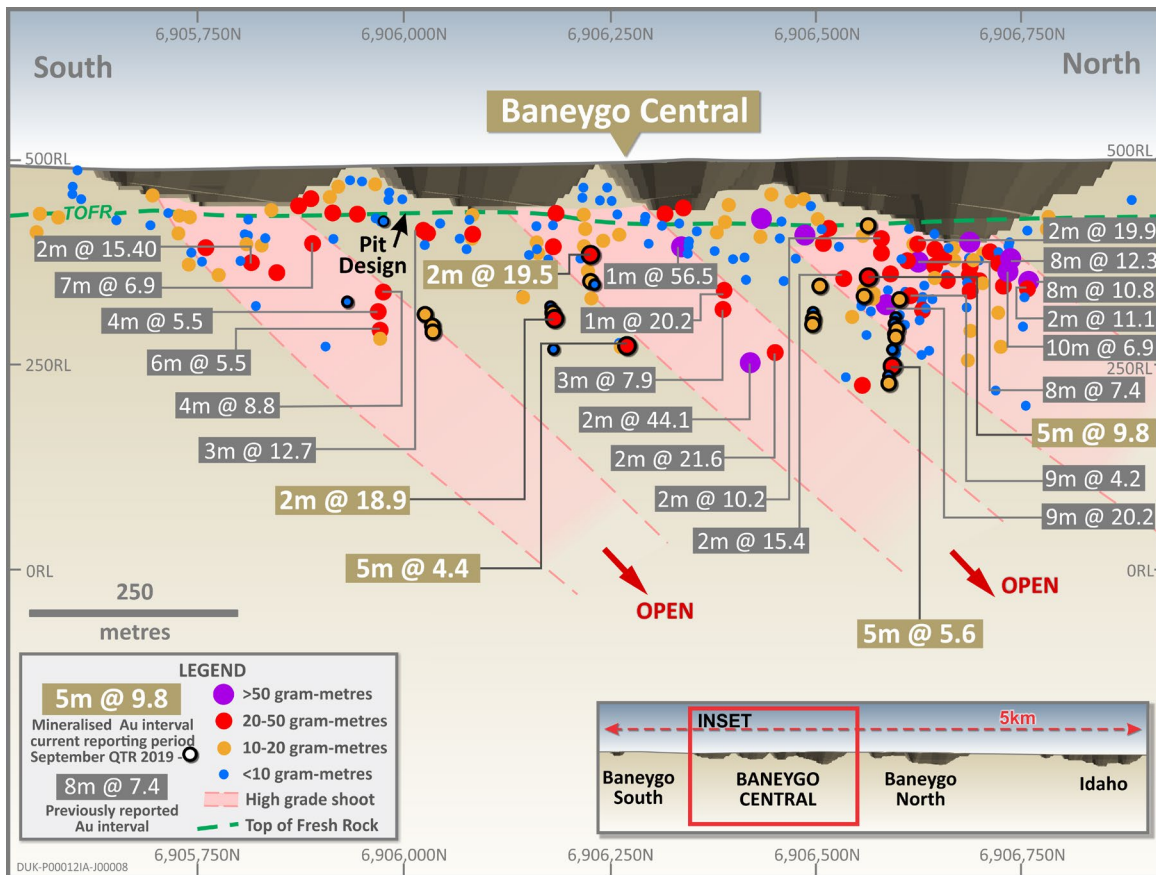 6,905,750N
6,906,000N
6,906,250N
6,906,500N
6,906,750N
South
North
Baneygo Central
500RL
500RL
TOFR
Pit
Design
2m @ 15.40
7m @ 6.9
4m @ 5.5
6m @ 5.5
4m @ 8.8
3m @ 12.7
2m @ 19.5
2m @ 18.9
5m @ 4.4
1m @ 56.5
1m @ 20.2
3m @ 7.9
2m @ 44.1
2m @ 21.6
2m @ 10.2
2m @ 15.4
2m @ 19.9
8m @ 12.3
8m @ 10.8
2m @ 11.1
10m @ 6.9
8m @ 7.4
5m @ 9.8
9m @ 4.2
9m @ 20.2
5m @ 5.6
250RL
250RL
0RL
0RL
OPEN
OPEN
250
metres
LEGEND
5m @ 9.8
Mineralised Au interval
current reporting period
September QTR 2019 -
8m @ 7.4
Previously reported
Au interval
>50 gram-metres
20-50 gram-metres
10-20 gram-metres
<10 gram-metres
High grade shoot
Top of Fresh Rock
INSET
5km
Baneygo
South
BANEYGO
CENTRAL
Baneygo
North
Idaho
DUK-P00012IA-J00008
6,905,750N
6,906,000N
6,906,250N
6,906,500N
6,906,750N